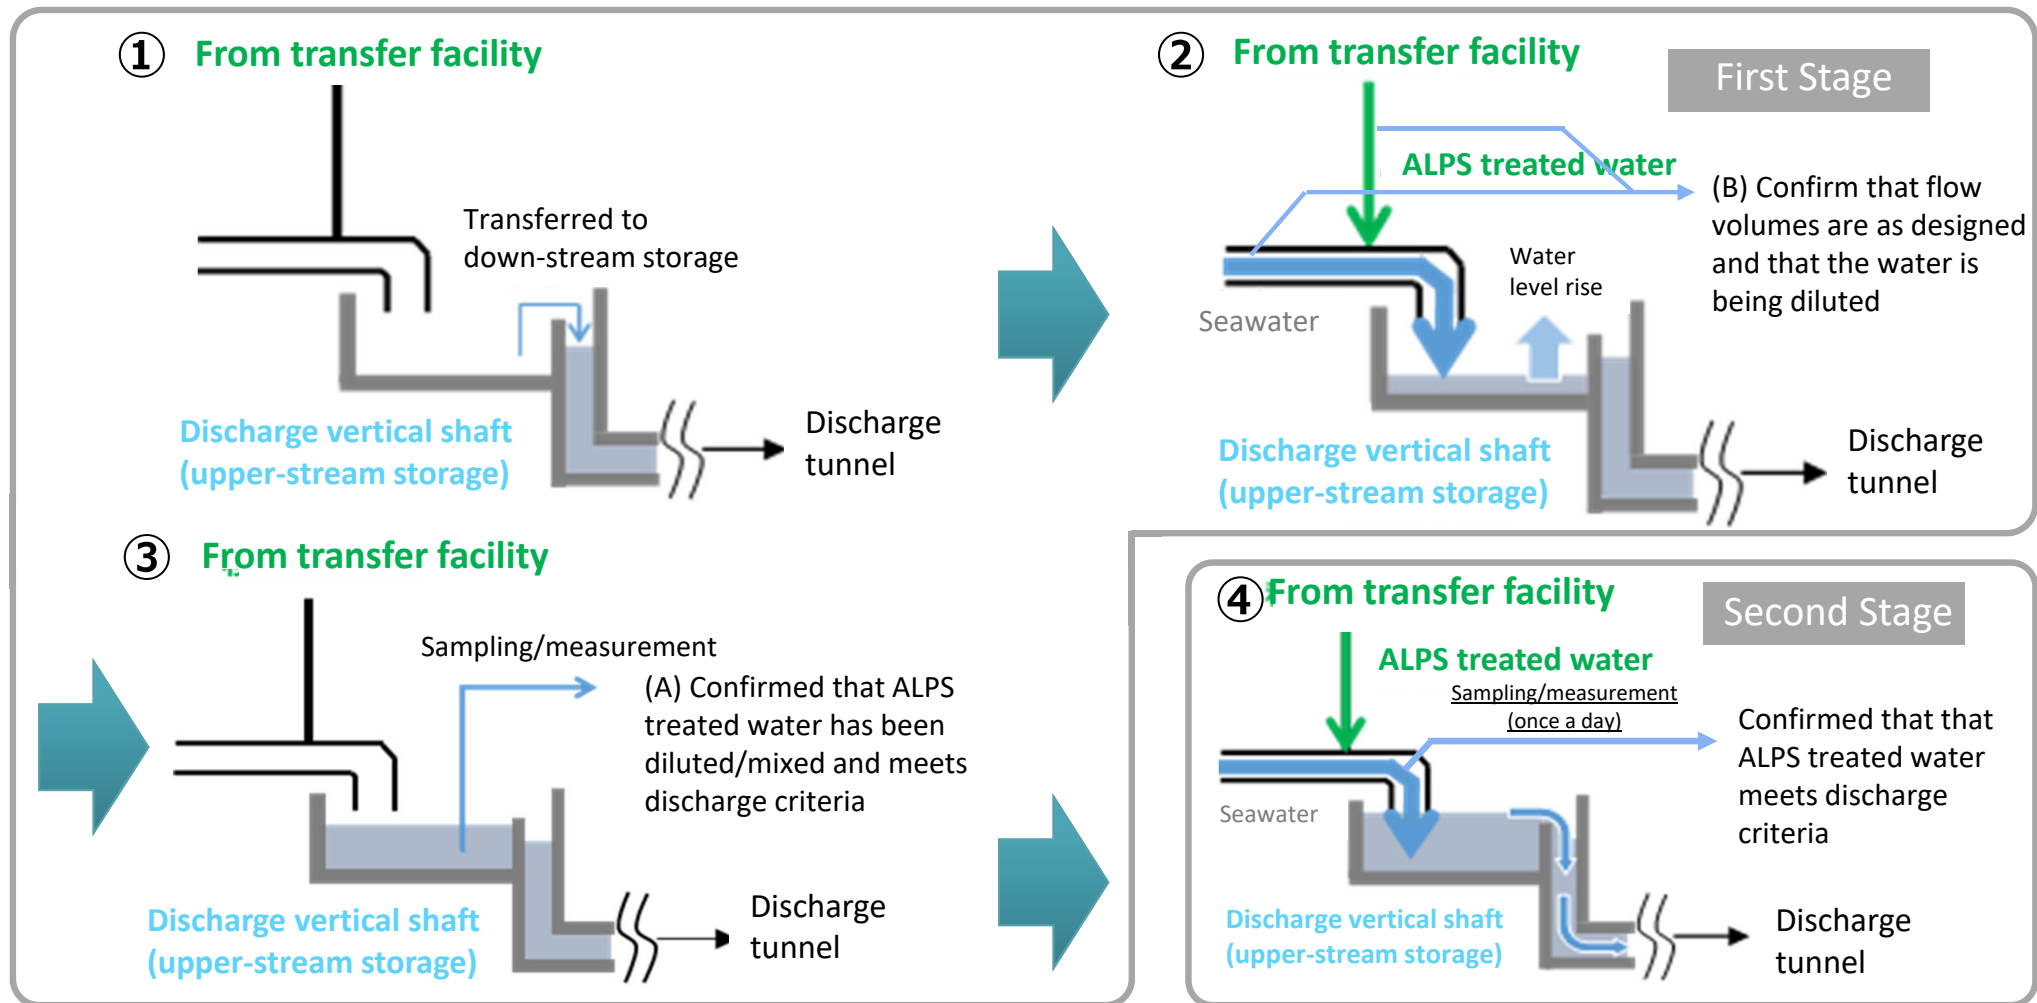 ① From transfer facility
Transferred to
down-stream storage
Discharge vertical shaft
(upper-stream storage)
Discharge
tunnel
② From transfer facility
First Stage
ALPS treated water
(B) Confirm that flow
volumes are as designed
and that the water is
being diluted
Water
level rise
Seawater
Discharge vertical shaft
(upper-stream storage)
Discharge
tunnel
③ From transfer facility
Sampling/measurement
(A) Confirmed that ALPS
treated water has been
diluted/mixed and meets
discharge criteria
Discharge vertical shaft
(upper-stream storage)
Discharge
tunnel
④ From transfer facility
Second Stage
ALPS treated water
Sampling/measurement
(once a day)
Confirmed that that
ALPS treated water
meets discharge
criteria
Seawater
Discharge vertical shaft
(upper-stream storage)
Discharge
tunnel